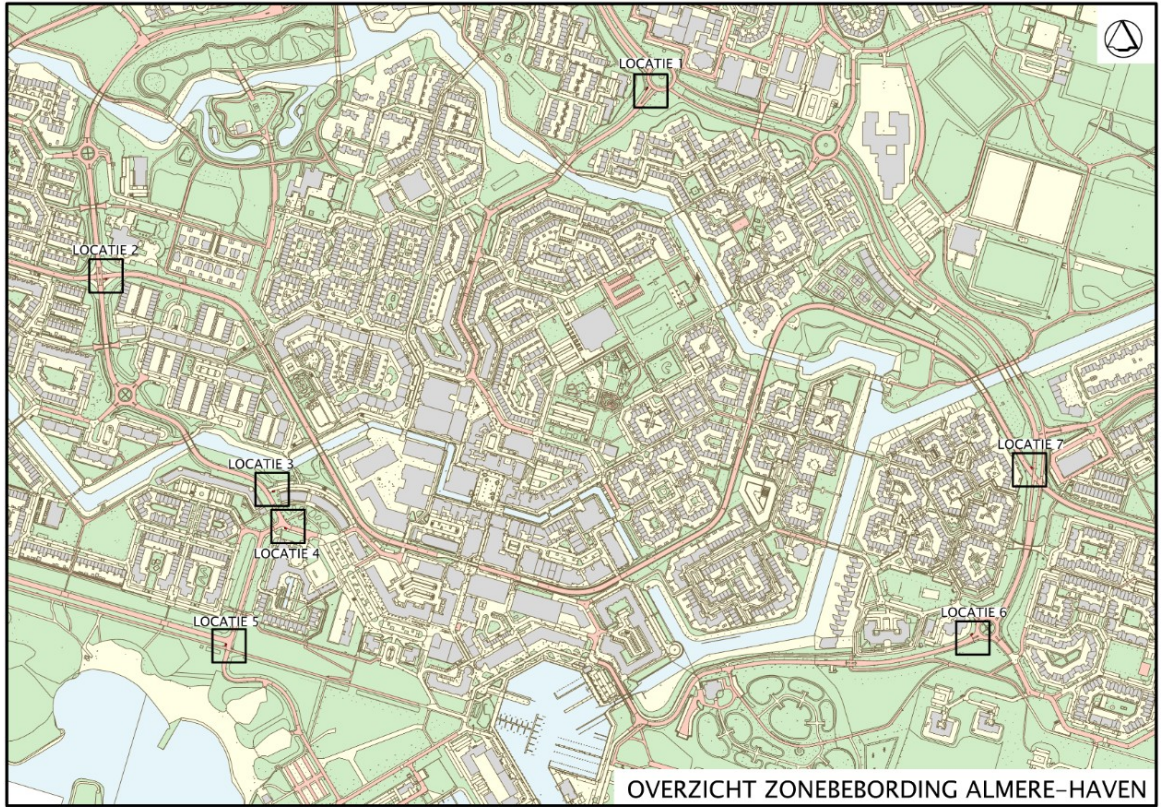 LOCATIE 1
LOCATIE 2
LOCATIE 3
LOCATIE 4
LOCATIE 5
LOCATIE 6
LOCATIE 7
OVERZICHT ZONEBEBORDING ALMERE-HAVEN